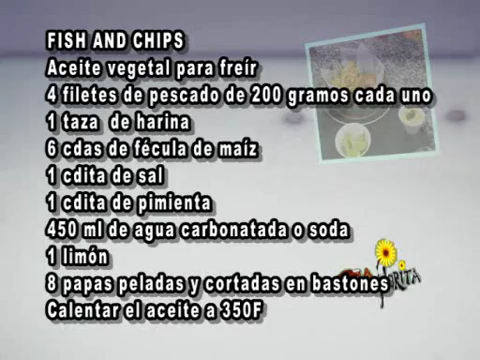 FISH AND CHIPS
Aceite vegetal para freír
4 filetes de pescado de 200 gramos cada uno
1 taza de harina
6 cdas de fécula de maíz
1 cdita de sal
1 cdita de pimienta
450 ml de agua carbonatada o soda
1 limón
8 papas peladas y cortadas en bastones
Calentar el aceite a 350F